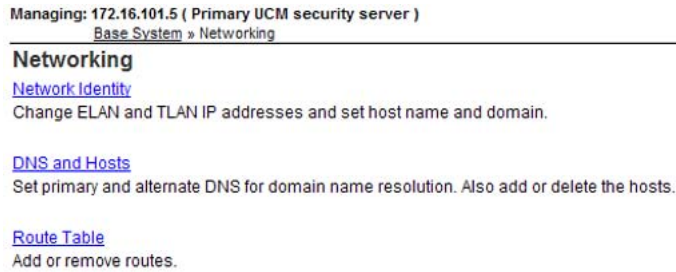 Managing: 172.16.101.5 ( Primary UCM security server )
Base System » Networking
Networking
Network Identity
Change ELAN and TLAN IP addresses and set host name and domain.
DNS and Hosts
Set primary and alternate DNS for domain name resolution. Also add or delete the hosts.
Route Table
Add or remove routes.